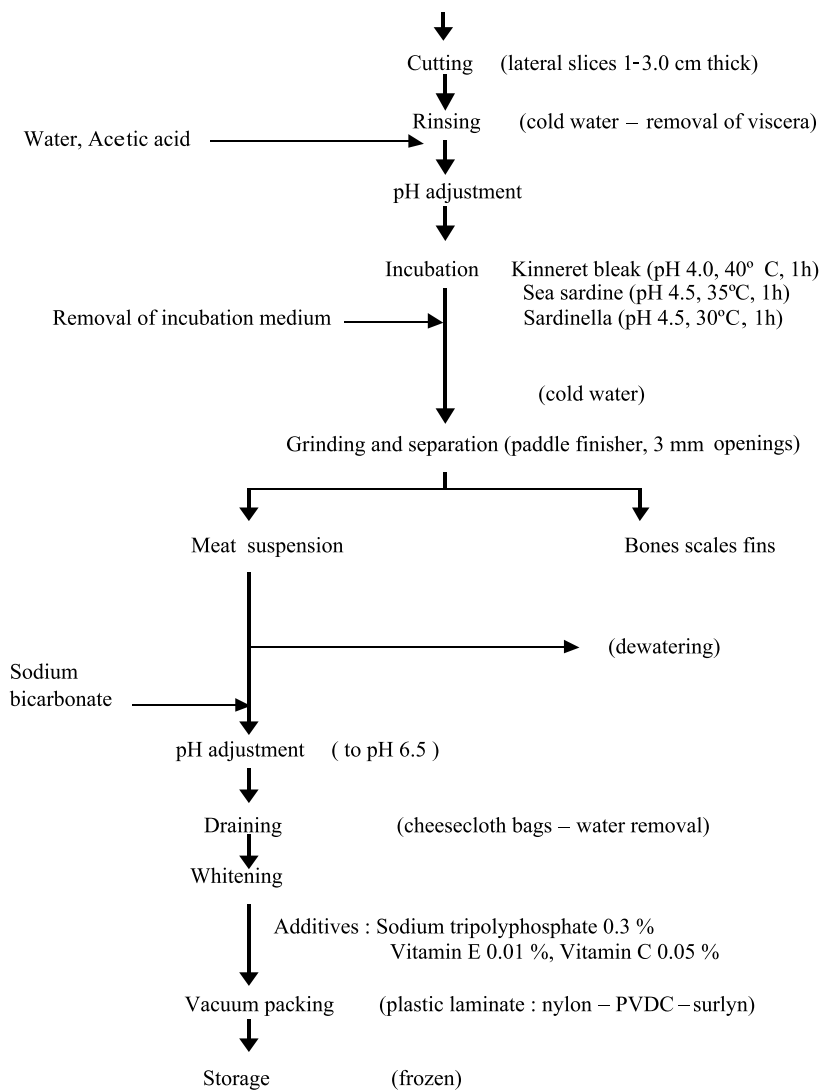 Cutting (lateral slices 1-3.0 cm thick)
Rinsing (cold water – removal of viscera)
Water, Acetic acid
pH adjustment
Incubation Kinneret bleak (pH 4.0, 40º C, 1h)
Sea sardine (pH 4.5, 35ºC, 1h)
Removal of incubation medium Sardinella (pH 4.5, 30ºC, 1h)
(cold water)
Grinding and separation (paddle finisher, 3 mm openings)
Meat suspension Bones scales fins
(dewatering)
Sodium
bicarbonate
pH adjustment ( to pH 6.5 )
Draining (cheesecloth bags – water removal)
Whitening
Additives : Sodium tripolyphosphate 0.3 %
Vitamin E 0.01 %, Vitamin C 0.05 %
Vacuum packing (plastic laminate : nylon – PVDC – surlyn)
Storage (frozen)